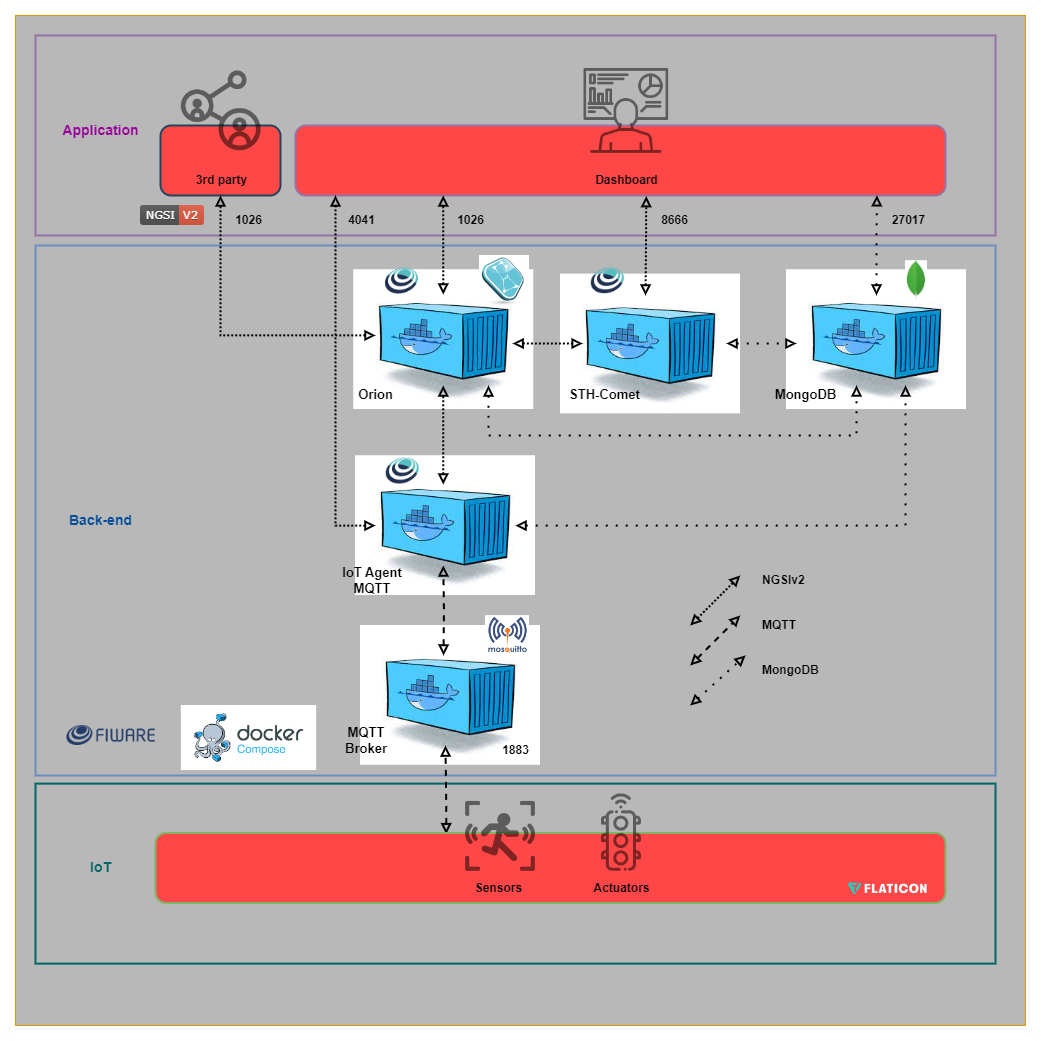 Application
3rd party
Dashboard
NGSI V2
1026
4041
1026
8666
27017
Orion
STH-Comet
MongoDB
Back-end
IoT Agent
MQTT
NGSIv2
MQTT
MongoDB
mosquitto
FIWARE
docker
Compose
MQTT
Broker
1883
IoT
Sensors
Actuators
FLATICON